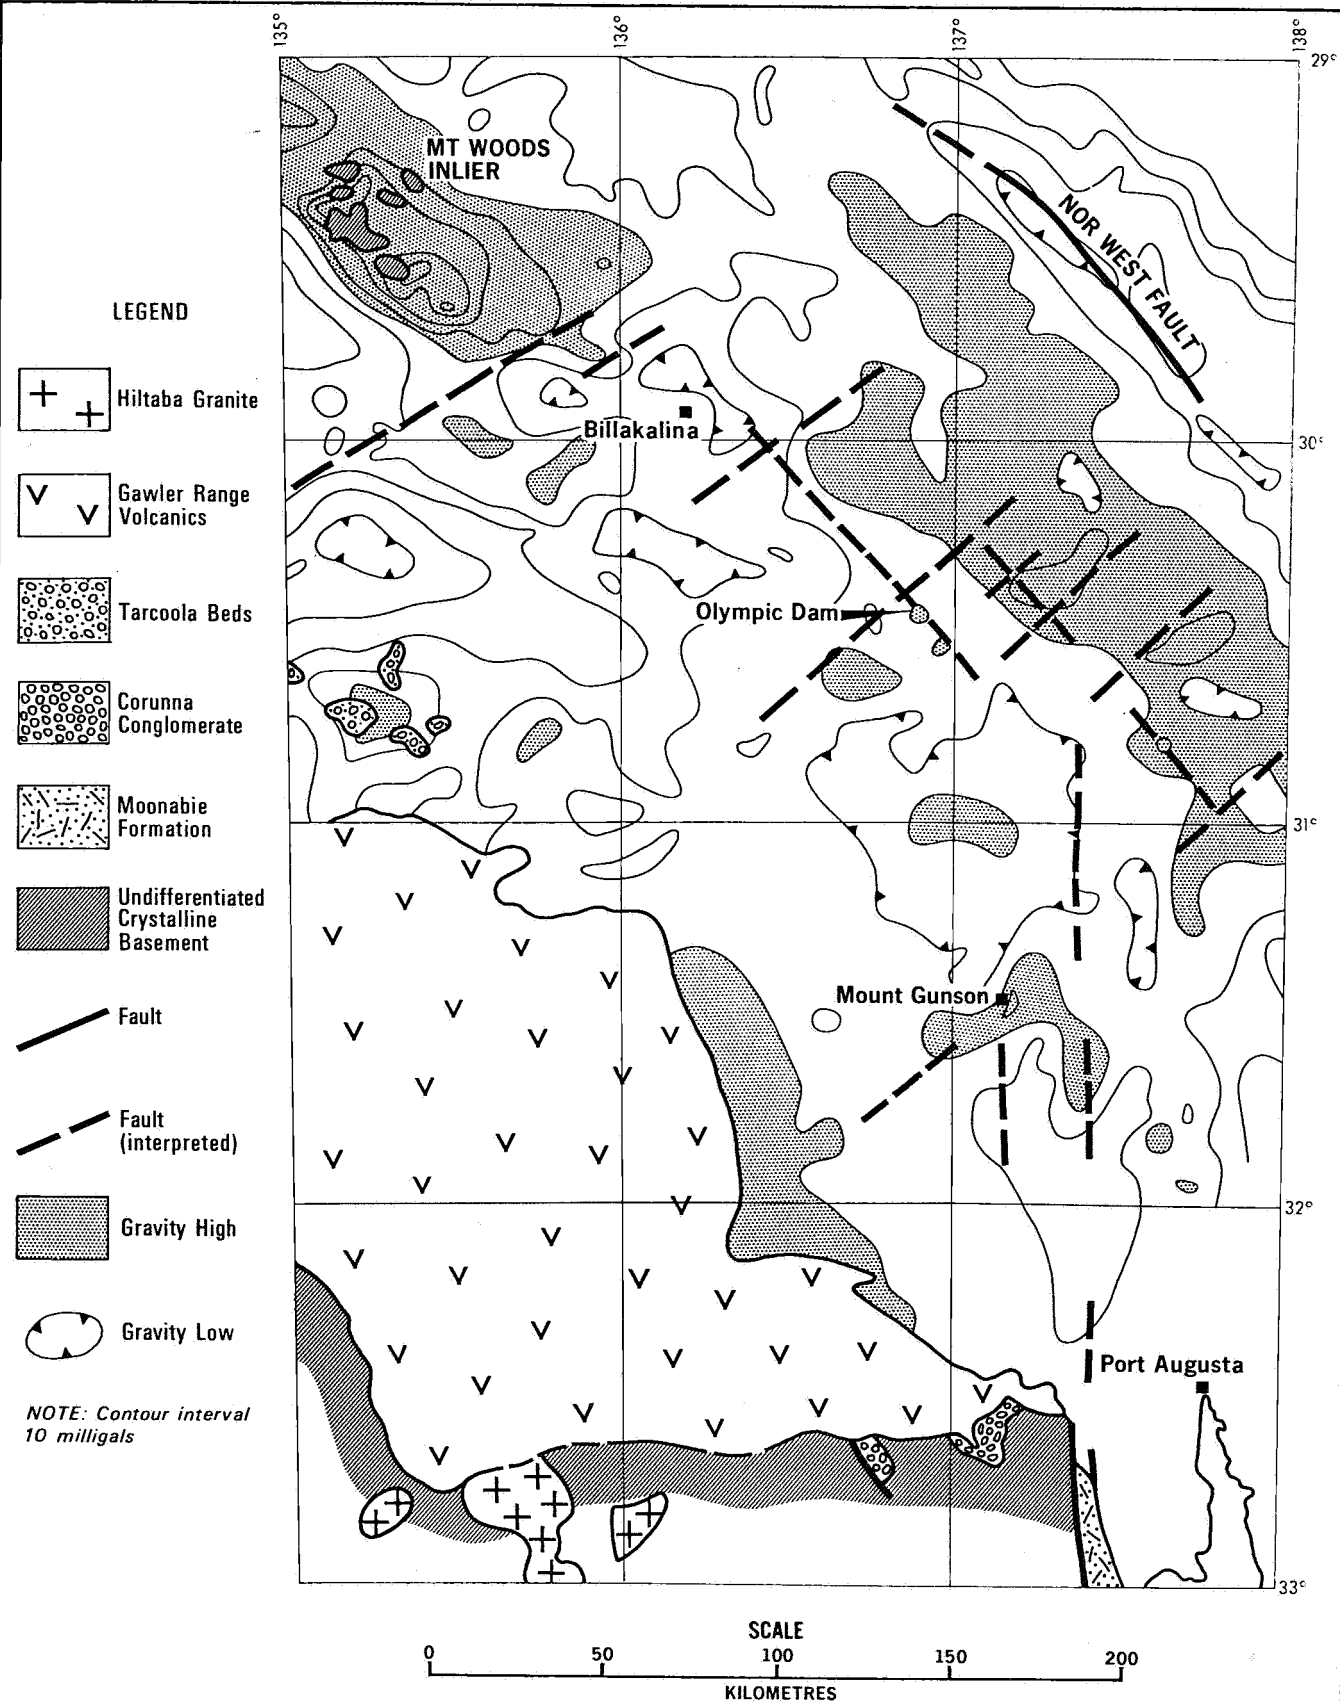 135°
136°
137°
138°
29°
MT WOODS
INLIER
NOR WEST FAULT
LEGEND
Hiltaba Granite
Billakalina
30°
Gawler Range
Volcanics
Tarcoola Beds
Olympic Dam
Corunna
Conglomerate
Moonabie
Formation
31°
Undifferentiated
Crystalline
Basement
Mount Gunson
Fault
Fault
(interpreted)
32°
Gravity High
Gravity Low
Port Augusta
NOTE: Contour interval
10 milligals
33°
SCALE
0 50 100 150 200
KILOMETRES